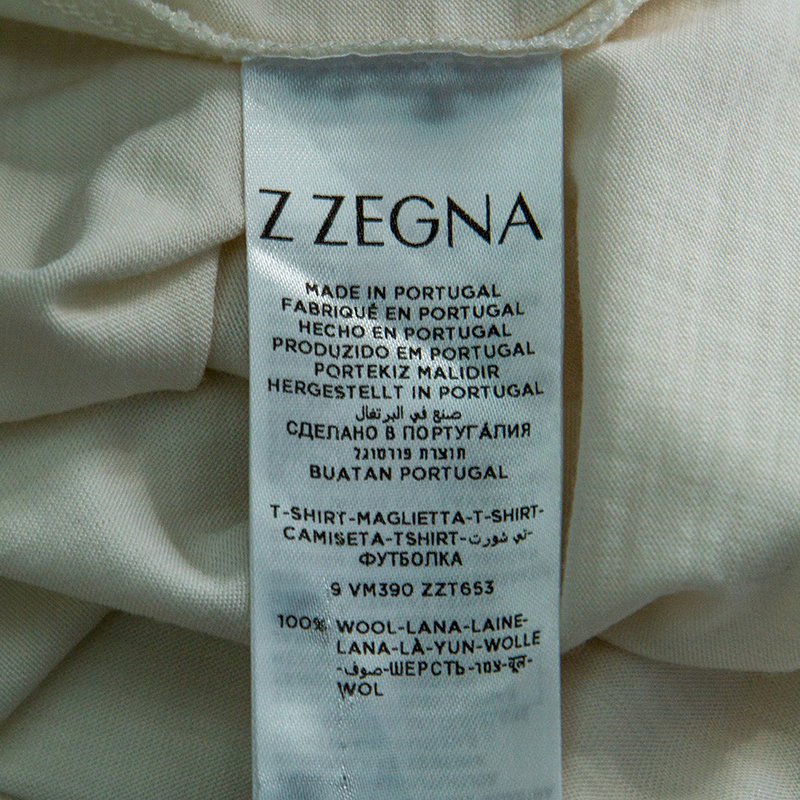 Z ZEGNA
MADE IN PORTUGAL
FABRIQUÉ EN PORTUGAL
HECHO EN PORTUGAL
PRODUZIDO EM PORTUGAL
PORTEKIZ MALIDIR
HERGESTELLT IN PORTUGAL
صنع في البرتغال
СДЕЛАНО В ПОРТУГАЛИЯ
תוצרת פורטוגל
BUATAN PORTUGAL
T-SHIRT-MAGLIETTA-T-SHIRT-
CAMISETA-TSHIRT-تي شورت-
ФУТБОЛКА
9 VM390 ZZT653
100% WOOL-LANA-LAINE-
LANA-LÀ-YUN-WOLLE
-صوف-ШЕРСТЬ-צמר-वूल-
WOL